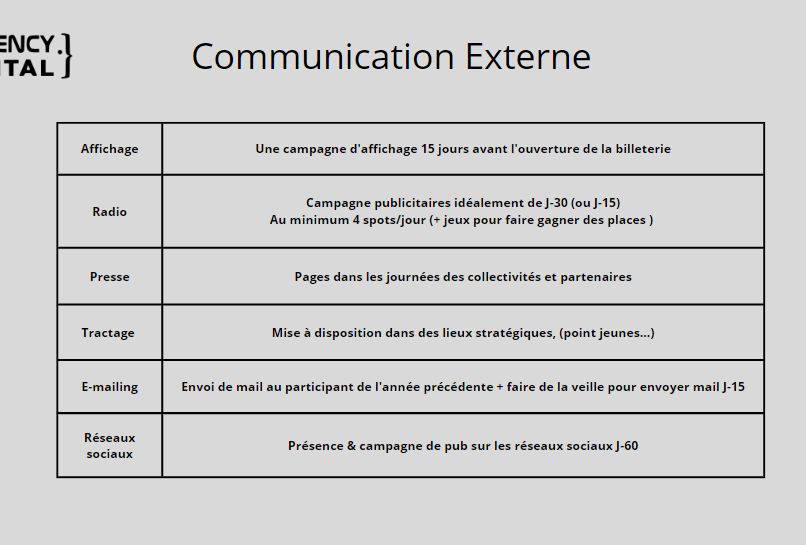 ENCY.}
ITAL
Communication Externe
Affichage
Une campagne d'affichage 15 jours avant l'ouverture de la billeterie
Radio
Campagne publicitaires idéalement de J-30 (ou J-15)
Au minimum 4 spots/jour (+ jeux pour faire gagner des places )
Presse
Pages dans les journées des collectivités et partenaires
Tractage
Mise à disposition dans des lieux stratégiques, (point jeunes...)
E-mailing
Envoi de mail au participant de l'année précédente + faire de la veille pour envoyer mail J-15
Réseaux
sociaux
Présence & campagne de pub sur les réseaux sociaux J-60